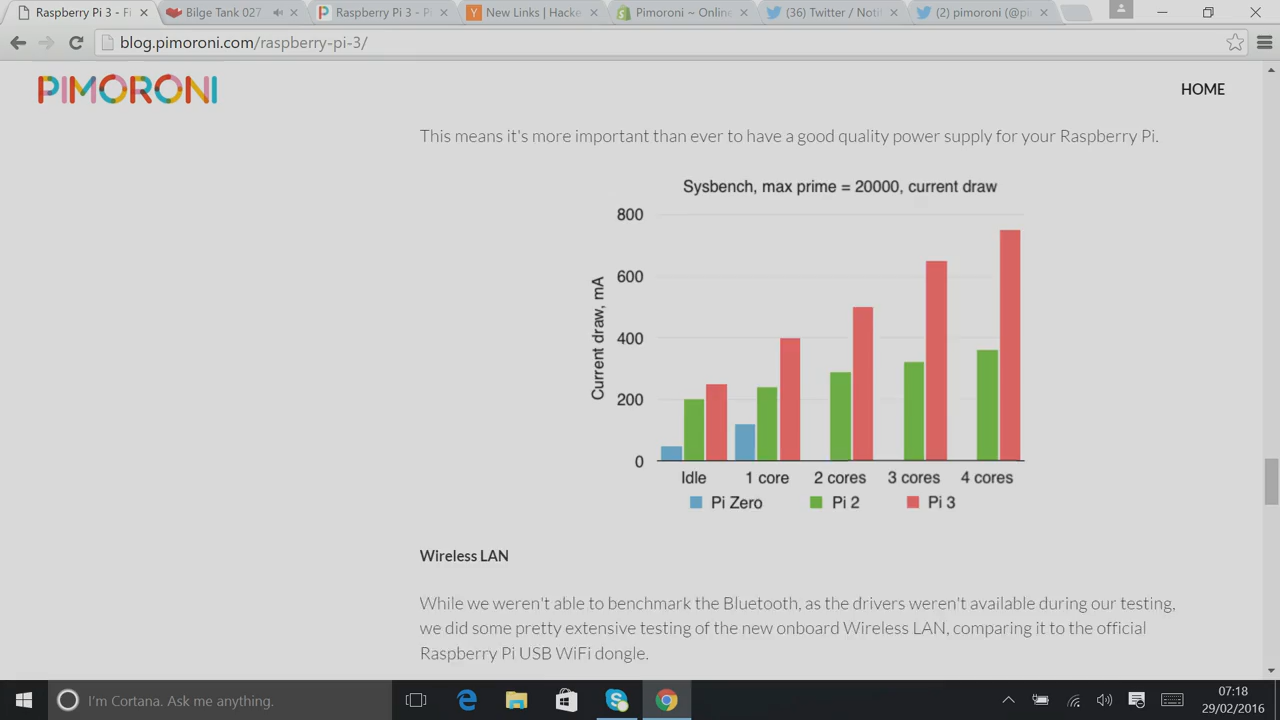 Raspberry Pi 3 - Fi
Bilge Tank 027
Raspberry Pi 3 - P
New Links | Hacke
Pimoroni ~ Online
(36) Twitter / Notif
(2) pimoroni (@pi
blog.pimoroni.com/raspberry-pi-3/
PIMORONI
HOME
This means it's more important than ever to have a good quality power supply for your Raspberry Pi.
Sysbench, max prime = 20000, current draw
800
600
400
200
0
Current draw, mA
Idle 1 core 2 cores 3 cores 4 cores
Pi Zero Pi 2 Pi 3
Wireless LAN
While we weren't able to benchmark the Bluetooth, as the drivers weren't available during our testing,
we did some pretty extensive testing of the new onboard Wireless LAN, comparing it to the official
Raspberry Pi USB WiFi dongle.
I'm Cortana. Ask me anything.
07:18
29/02/2016